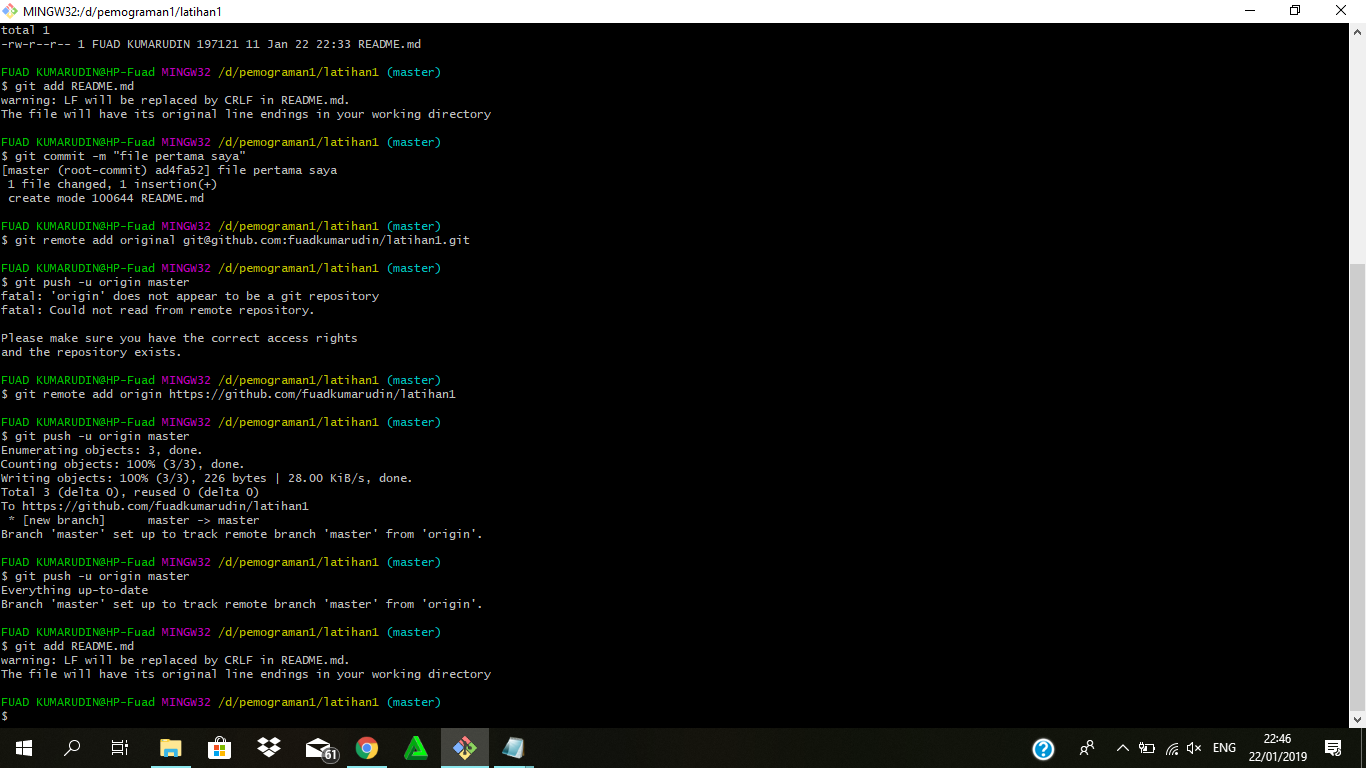 MINGW32:/d/pemograman1/latihan1
total 1
-rw-r--r-- 1 FUAD KUMARUDIN 197121 11 Jan 22 22:33 README.md
FUAD KUMARUDIN@HP-Fuad MINGW32 /d/pemograman1/latihan1 (master)
$ git add README.md
warning: LF will be replaced by CRLF in README.md.
The file will have its original line endings in your working directory
FUAD KUMARUDIN@HP-Fuad MINGW32 /d/pemograman1/latihan1 (master)
$ git commit -m "file pertama saya"
[master (root-commit) ad4fa52] file pertama saya
 1 file changed, 1 insertion(+)
 create mode 100644 README.md
FUAD KUMARUDIN@HP-Fuad MINGW32 /d/pemograman1/latihan1 (master)
$ git remote add original git@github.com:fuadkumarudin/latihan1.git
FUAD KUMARUDIN@HP-Fuad MINGW32 /d/pemograman1/latihan1 (master)
$ git push -u origin master
fatal: 'origin' does not appear to be a git repository
fatal: Could not read from remote repository.
Please make sure you have the correct access rights
and the repository exists.
FUAD KUMARUDIN@HP-Fuad MINGW32 /d/pemograman1/latihan1 (master)
$ git remote add origin https://github.com/fuadkumarudin/latihan1
FUAD KUMARUDIN@HP-Fuad MINGW32 /d/pemograman1/latihan1 (master)
$ git push -u origin master
Enumerating objects: 3, done.
Counting objects: 100% (3/3), done.
Writing objects: 100% (3/3), 226 bytes | 28.00 KiB/s, done.
Total 3 (delta 0), reused 0 (delta 0)
To https://github.com/fuadkumarudin/latihan1
 * [new branch]      master -> master
Branch 'master' set up to track remote branch 'master' from 'origin'.
FUAD KUMARUDIN@HP-Fuad MINGW32 /d/pemograman1/latihan1 (master)
$ git push -u origin master
Everything up-to-date
Branch 'master' set up to track remote branch 'master' from 'origin'.
FUAD KUMARUDIN@HP-Fuad MINGW32 /d/pemograman1/latihan1 (master)
$ git add README.md
warning: LF will be replaced by CRLF in README.md.
The file will have its original line endings in your working directory
FUAD KUMARUDIN@HP-Fuad MINGW32 /d/pemograman1/latihan1 (master)
$
61
ENG
22:46
22/01/2019